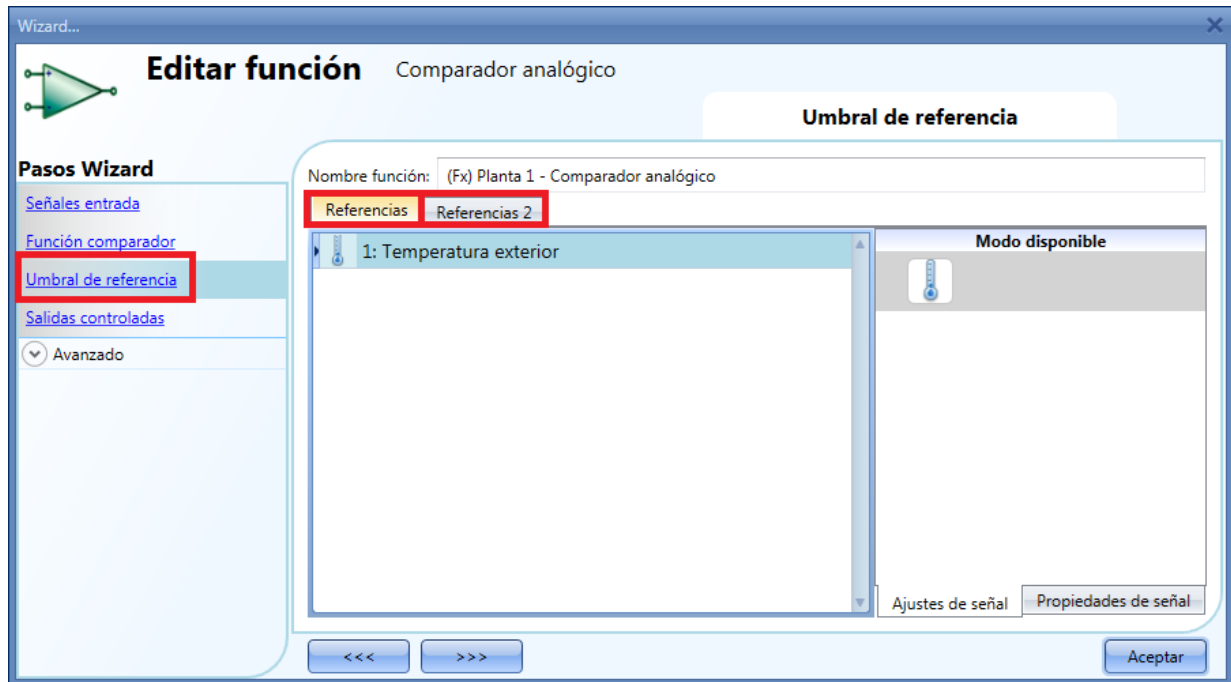 Wizard...
Editar función Comparador analógico
Umbral de referencia
Pasos Wizard
Señales entrada
Función comparador
Umbral de referencia
Salidas controladas
Avanzado
Nombre función: (Fx) Planta 1 - Comparador analógico
Referencias Referencias 2
1: Temperatura exterior
Modo disponible
Ajustes de señal Propiedades de señal
<<< >>> Aceptar